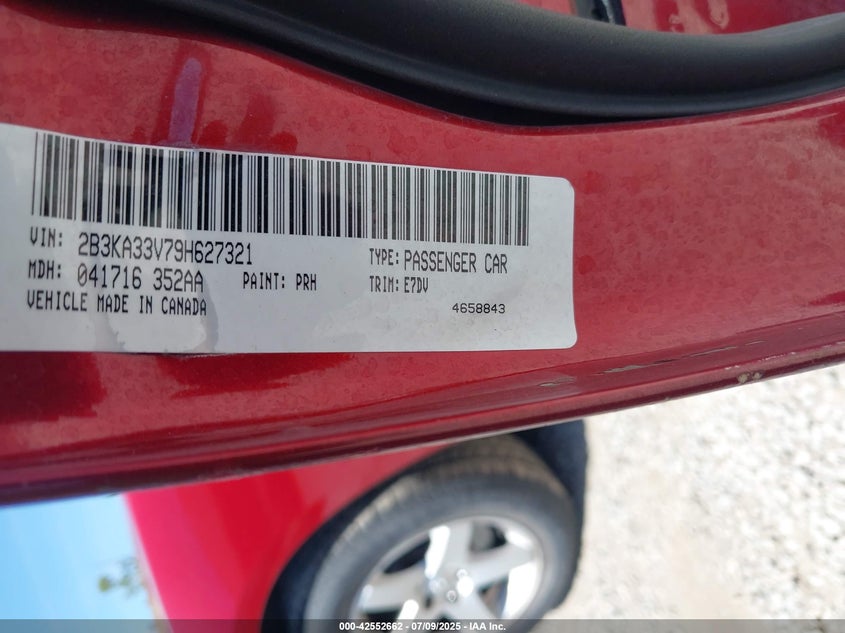 VIN: 2B3KA33V79H627321 TYPE: PASSENGER CAR
MDH: 041716 352AA PAINT: PRH TRIM: E7DV
VEHICLE MADE IN CANADA 4658843
000-42552662 - 07/09/2025 - IAA Inc.